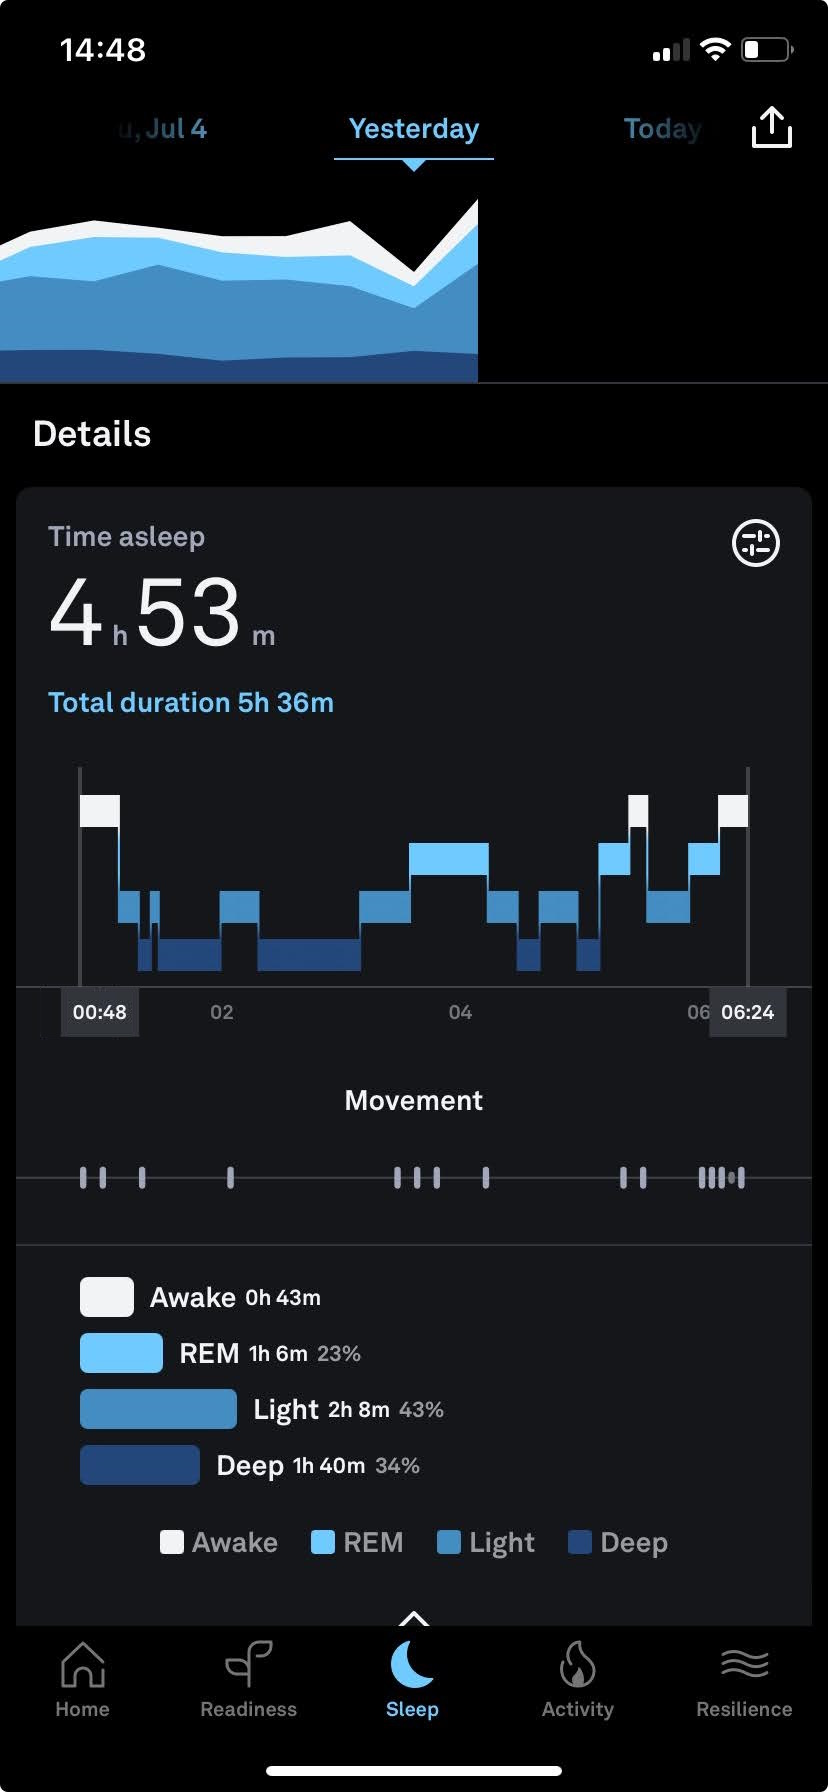 14:48
u, Jul 4 Yesterday Today
Details
Time asleep
4 h 53 m
Total duration 5h 36m
00:48 02 04 06 06:24
Movement
Awake 0h 43m
REM 1h 6m 23%
Light 2h 8m 43%
Deep 1h 40m 34%
Awake REM Light Deep
Home Readiness Sleep Activity Resilience